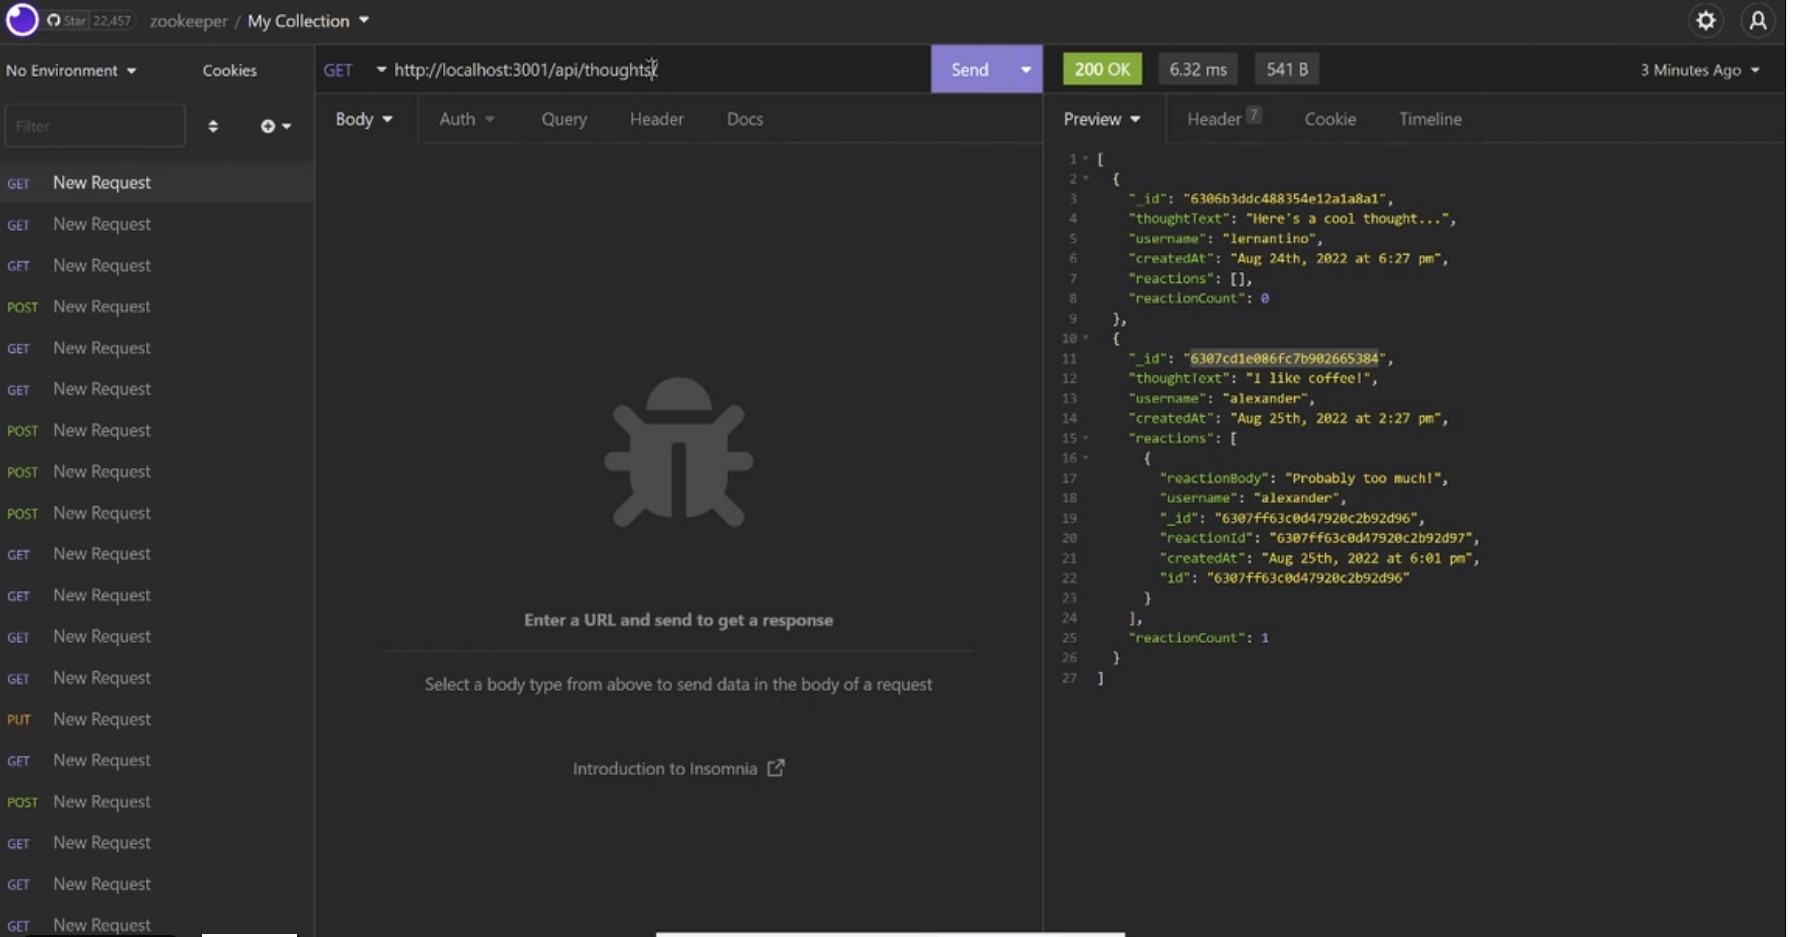 Star 22,457 zookeeper / My Collection
No Environment Cookies
Filter
GET New Request
GET New Request
GET New Request
POST New Request
GET New Request
GET New Request
POST New Request
POST New Request
POST New Request
GET New Request
GET New Request
GET New Request
GET New Request
PUT New Request
GET New Request
POST New Request
GET New Request
GET New Request
GET New Request
GET http://localhost:3001/api/thoughts Send
Body Auth Query Header Docs
Enter a URL and send to get a response
Select a body type from above to send data in the body of a request
Introduction to Insomnia
200 OK 6.32 ms 541 B 3 Minutes Ago
Preview Header 7 Cookie Timeline
1 [
2 {
3 "_id": "6306b3ddc488354e12a1a8a1",
4 "thoughtText": "Here's a cool thought...",
5 "username": "lernantino",
6 "createdAt": "Aug 24th, 2022 at 6:27 pm",
7 "reactions": [],
8 "reactionCount": 0
9 },
10 {
11 "_id": "6307cd1e086fc7b902665384",
12 "thoughtText": "I like coffee!",
13 "username": "alexander",
14 "createdAt": "Aug 25th, 2022 at 2:27 pm",
15 "reactions": [
16 {
17 "reactionBody": "Probably too much!",
18 "username": "alexander",
19 "_id": "6307ff63c0d47920c2b92d96",
20 "reactionId": "6307ff63c0d47920c2b92d97",
21 "createdAt": "Aug 25th, 2022 at 6:01 pm",
22 "id": "6307ff63c0d47920c2b92d96"
23 }
24 ],
25 "reactionCount": 1
26 }
27 ]